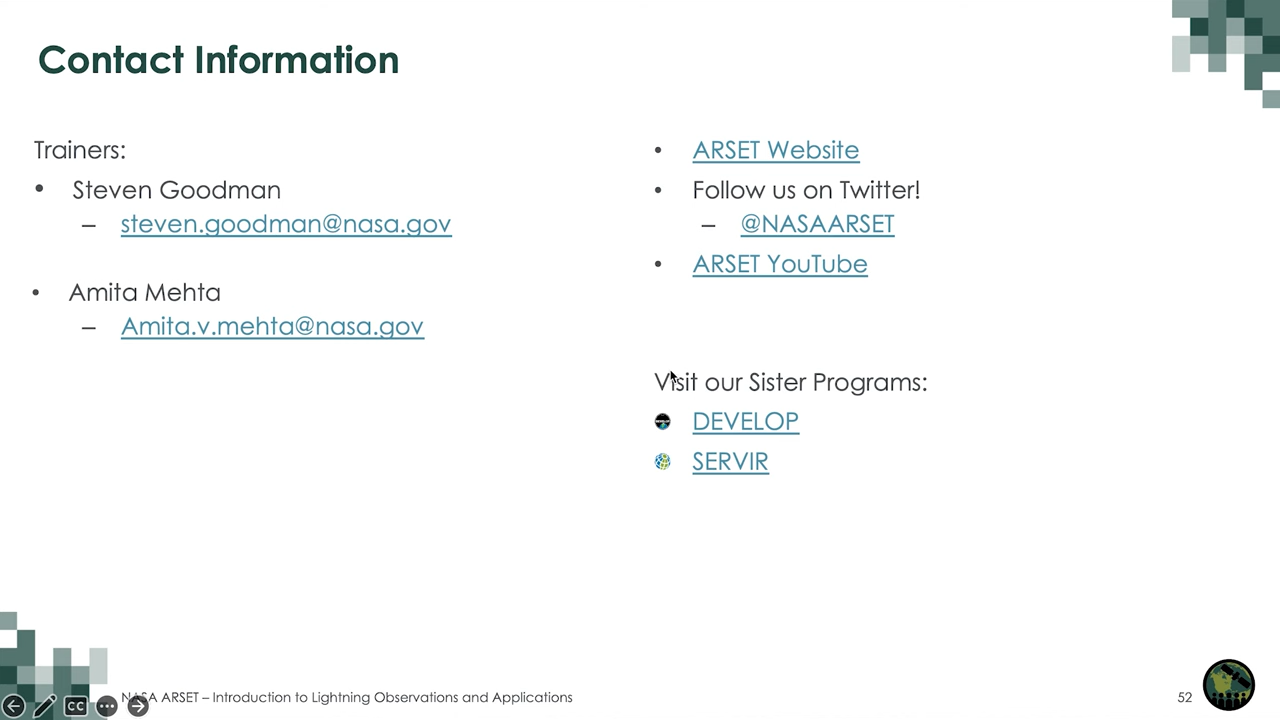 Contact Information
Trainers:
• Steven Goodman
– steven.goodman@nasa.gov
• Amita Mehta
– Amita.v.mehta@nasa.gov
• ARSET Website
• Follow us on Twitter!
– @NASAARSET
• ARSET YouTube
Visit our Sister Programs:
DEVELOP
SERVIR
CC
NASA ARSET – Introduction to Lightning Observations and Applications
52